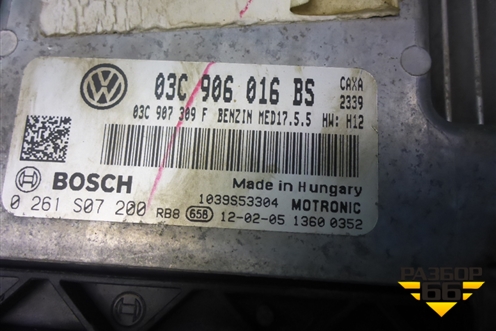 03C 906 016 BS
CAXA
2339
03C 907 309 F BENZIN MED17.5.5 HW: H12
BOSCH
Made in Hungary
1039S53304 MOTRONIC
0 261 S07 200 RB8 658 12-02-05 1360 0352
РАЗБОР
66